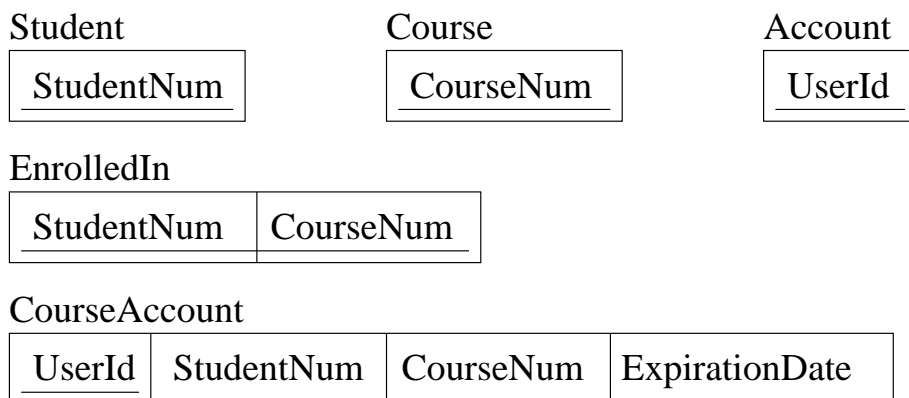 Student Course Account
StudentNum CourseNum UserId
EnrolledIn
StudentNum CourseNum
CourseAccount
UserId StudentNum CourseNum ExpirationDate